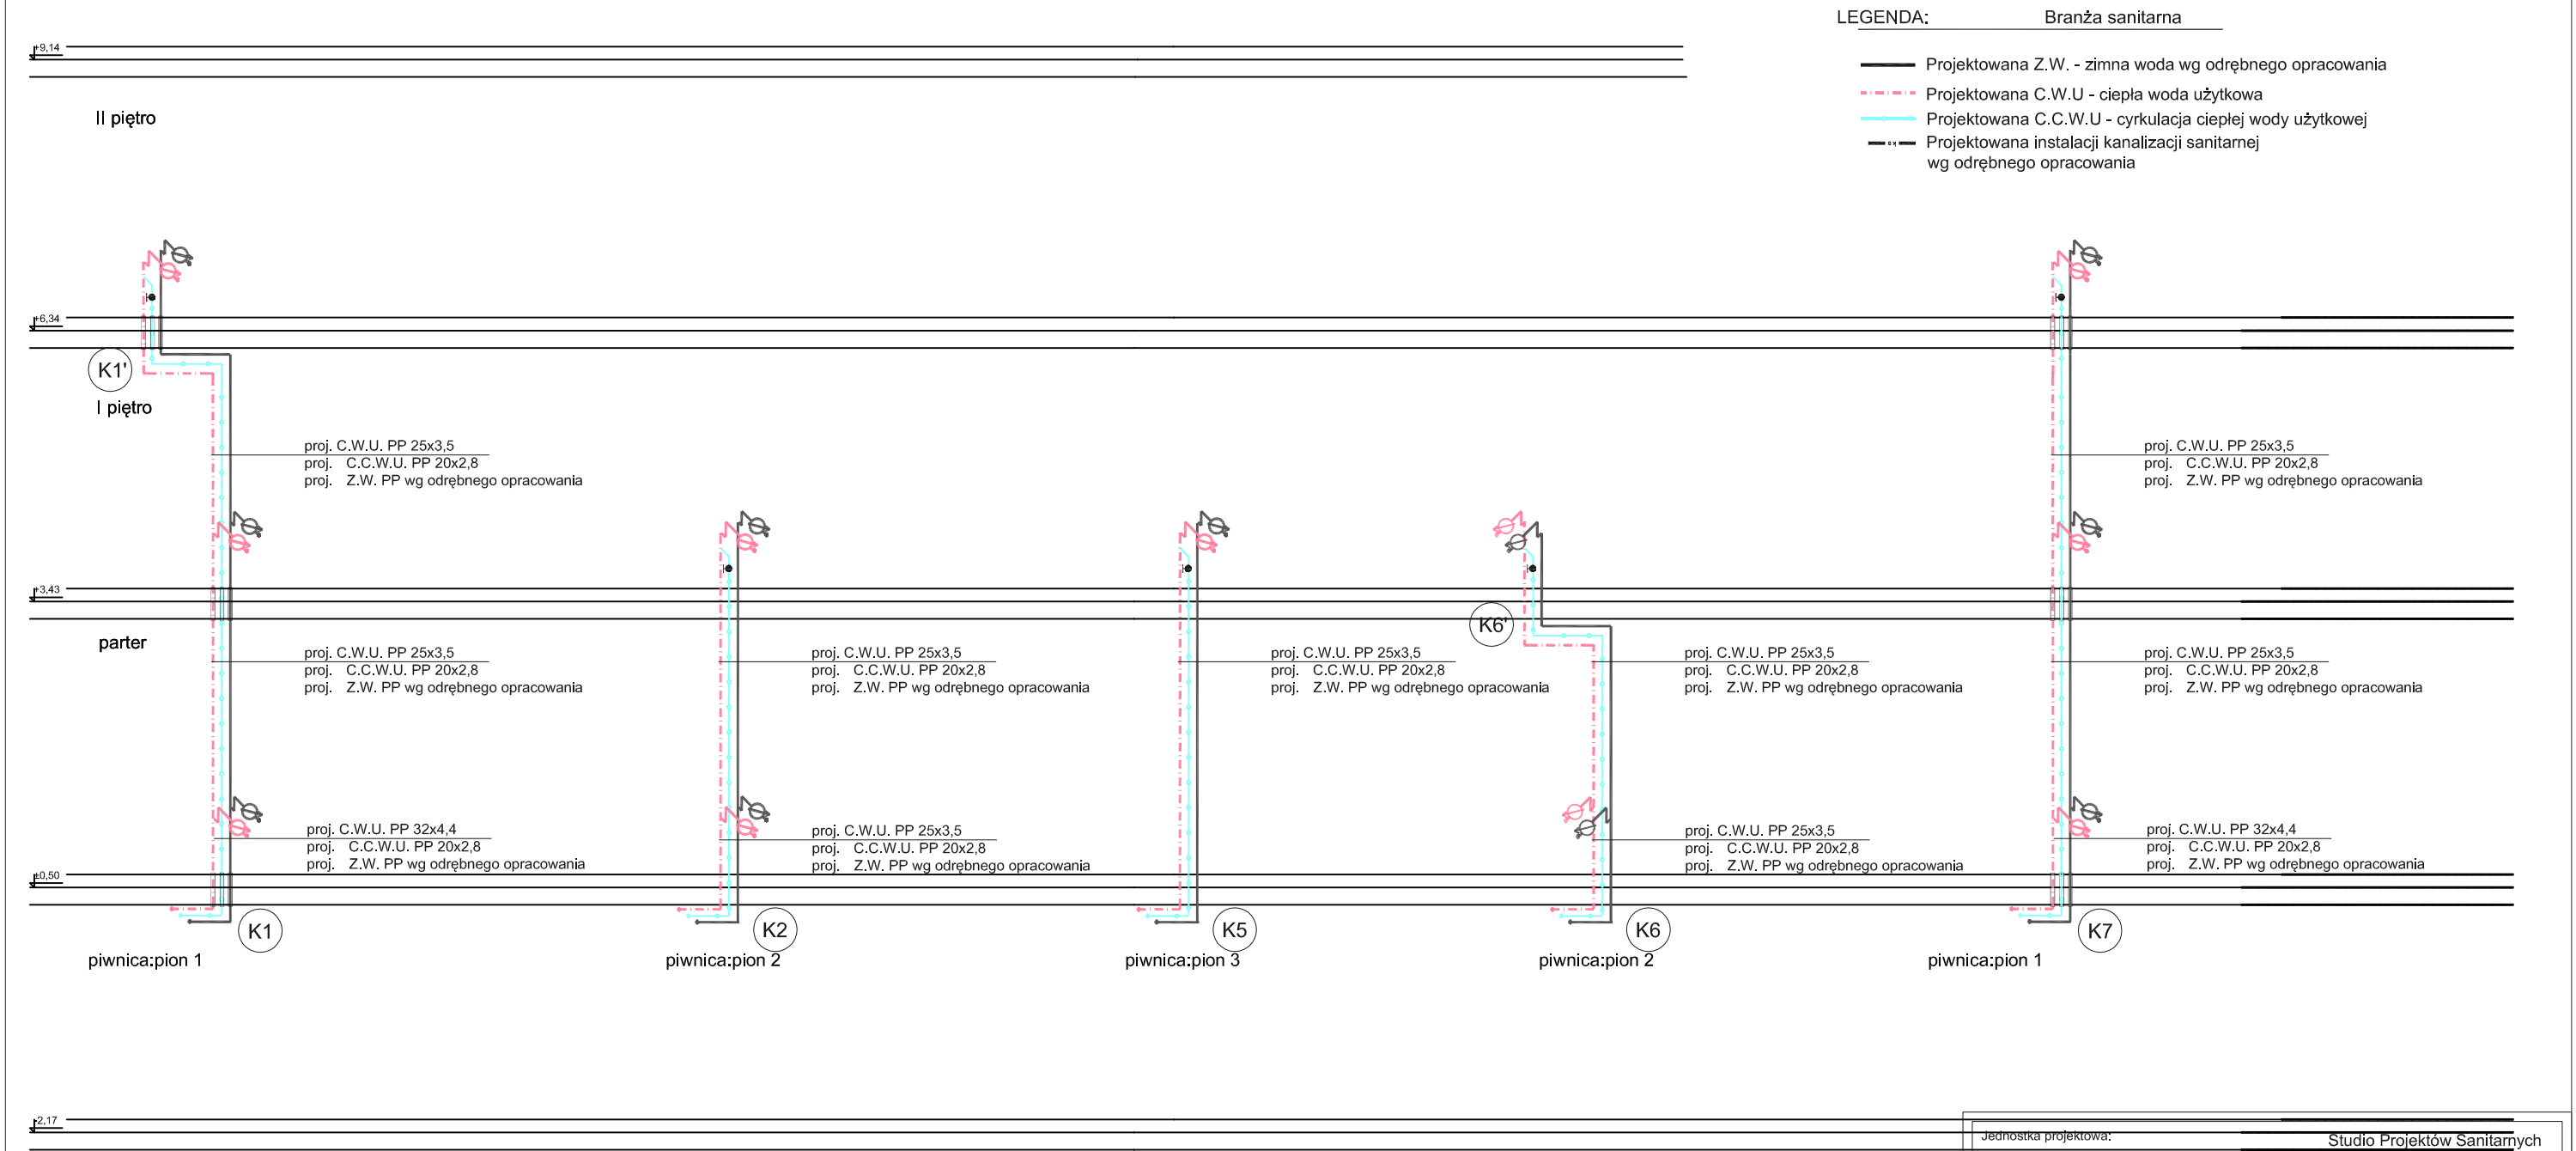 LEGENDA:
Branża sanitarna
Projektowana Z.W. - zimna woda wg odrębnego opracowania
Projektowana C.W.U - ciepła woda użytkowa
Projektowana C.C.W.U - cyrkulacja ciepłej wody użytkowej
Projektowana instalacji kanalizacji sanitarnej
wg odrębnego opracowania
+9,14
II piętro
+6,34
K1'
I piętro
proj. C.W.U. PP 25x3,5
proj. C.C.W.U. PP 20x2,8
proj. Z.W. PP wg odrębnego opracowania
proj. C.W.U. PP 25x3,5
proj. C.C.W.U. PP 20x2,8
proj. Z.W. PP wg odrębnego opracowania
+3,43
K6'
parter
proj. C.W.U. PP 25x3,5
proj. C.C.W.U. PP 20x2,8
proj. Z.W. PP wg odrębnego opracowania
proj. C.W.U. PP 25x3,5
proj. C.C.W.U. PP 20x2,8
proj. Z.W. PP wg odrębnego opracowania
proj. C.W.U. PP 25x3,5
proj. C.C.W.U. PP 20x2,8
proj. Z.W. PP wg odrębnego opracowania
proj. C.W.U. PP 25x3,5
proj. C.C.W.U. PP 20x2,8
proj. Z.W. PP wg odrębnego opracowania
proj. C.W.U. PP 25x3,5
proj. C.C.W.U. PP 20x2,8
proj. Z.W. PP wg odrębnego opracowania
proj. C.W.U. PP 32x4,4
proj. C.C.W.U. PP 20x2,8
proj. Z.W. PP wg odrębnego opracowania
proj. C.W.U. PP 25x3,5
proj. C.C.W.U. PP 20x2,8
proj. Z.W. PP wg odrębnego opracowania
proj. C.W.U. PP 25x3,5
proj. C.C.W.U. PP 20x2,8
proj. Z.W. PP wg odrębnego opracowania
proj. C.W.U. PP 32x4,4
proj. C.C.W.U. PP 20x2,8
proj. Z.W. PP wg odrębnego opracowania
±0,50
K1
K2
K5
K6
K7
piwnica:pion 1
piwnica:pion 2
piwnica:pion 3
piwnica:pion 2
piwnica:pion 1
-2,17
Jednostka projektowa:
Studio Projektów Sanitarnych